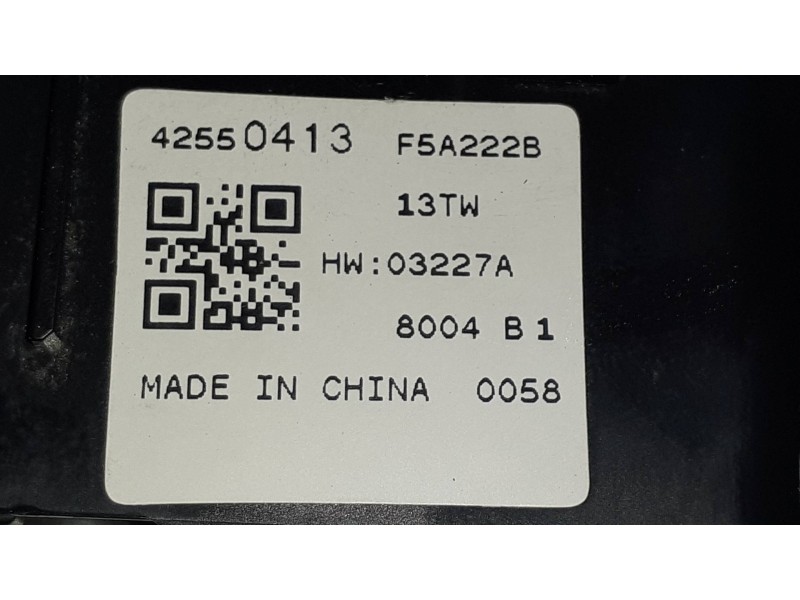 42550413 F5A222B
13TW
HW:03227A
8004 B1
MADE IN CHINA 0058